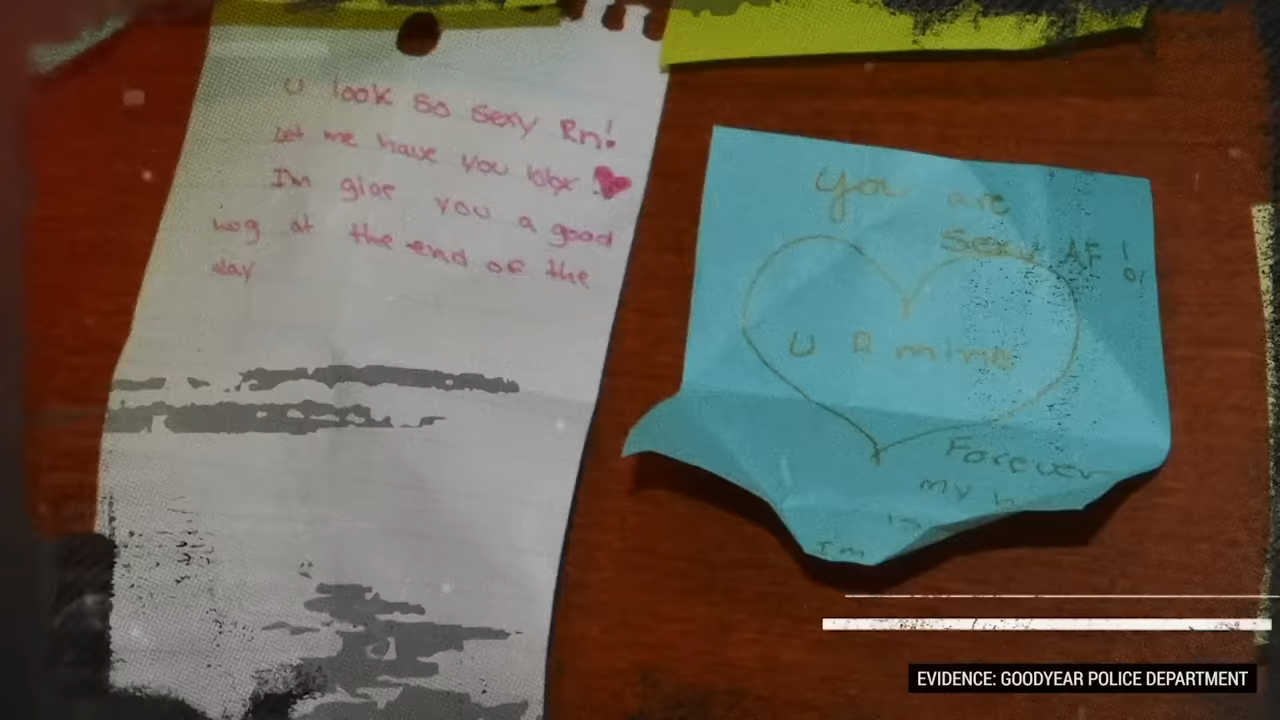 U look so sexy Rn!
Let me have you
I'm give you a good
hog at the end of the
day
you are
sexy AF!
U R mine
Forever
my
Im
EVIDENCE: GOODYEAR POLICE DEPARTMENT